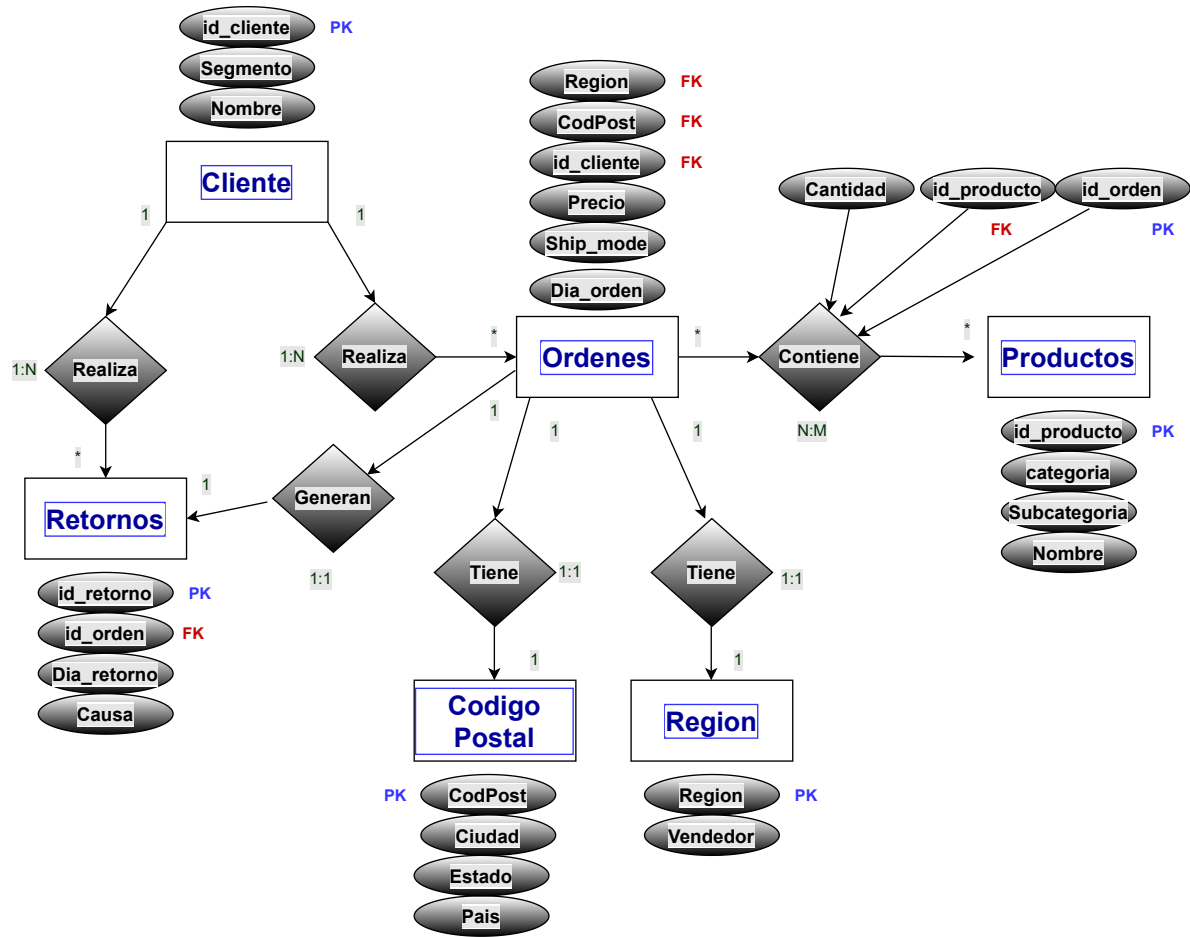 id_cliente PK
Segmento
Nombre
Cliente
1
1
Region FK
CodPost FK
id_cliente FK
Precio
Ship_mode
Dia_orden
Cantidad
id_producto
id_orden
FK
PK
1:N
Realiza
1:N
Realiza
*
Ordenes
*
Contiene
N:M
*
Productos
id_producto PK
categoria
Subcategoria
Nombre
*
Retornos
1
Generan
1:1
1
1
1
id_retorno PK
id_orden FK
Dia_retorno
Causa
Tiene
1:1
Tiene
1:1
1
1
Codigo
Postal
Region
PK CodPost
Ciudad
Estado
Pais
Region PK
Vendedor